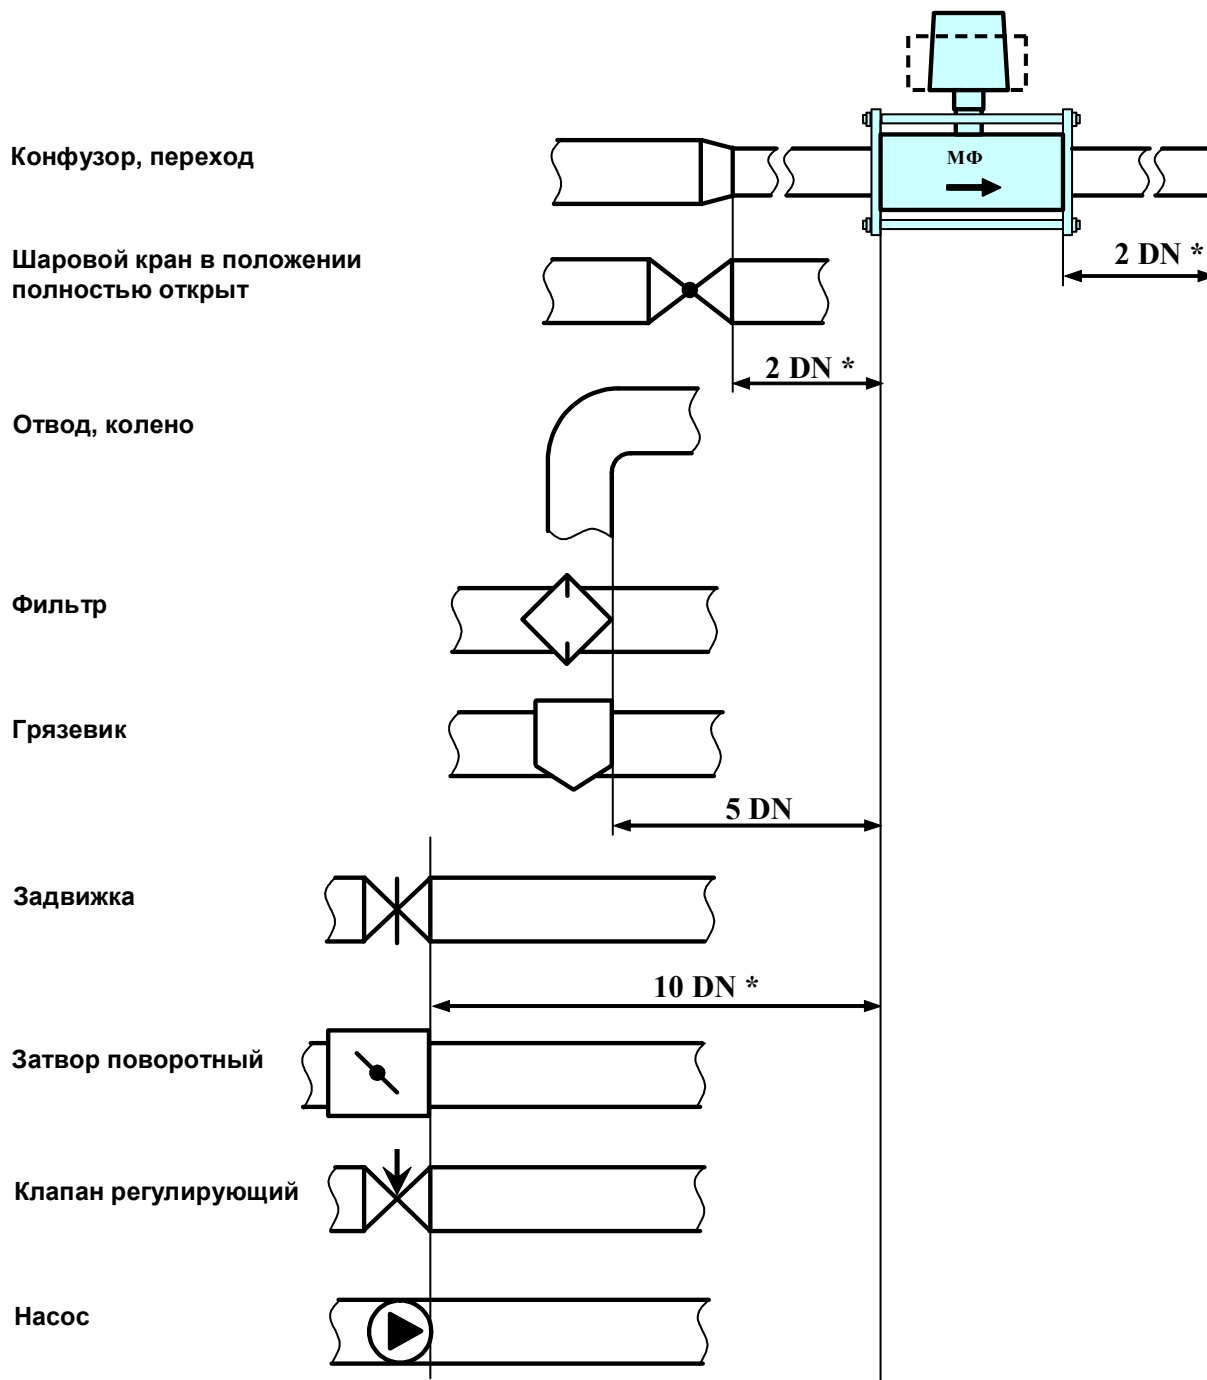 МФ
Конфузор, переход
2 DN *
Шаровой кран в положении
полностью открыт
2 DN *
Отвод, колено
Фильтр
Грязевик
5 DN
Задвижка
10 DN *
Затвор поворотный
Клапан регулирующий
Насос